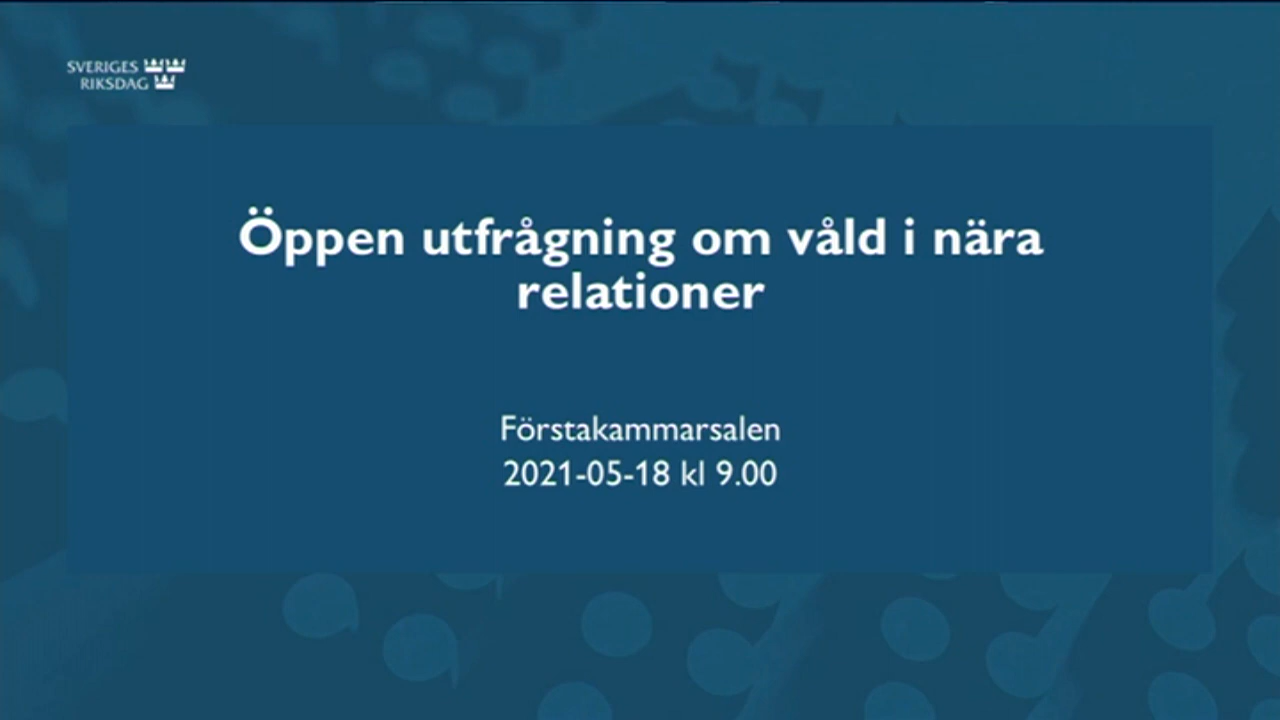 SVERIGES
RIKSDAG
Öppen utfrågning om våld i nära
relationer
Förstakammarsalen
2021-05-18 kl 9.00